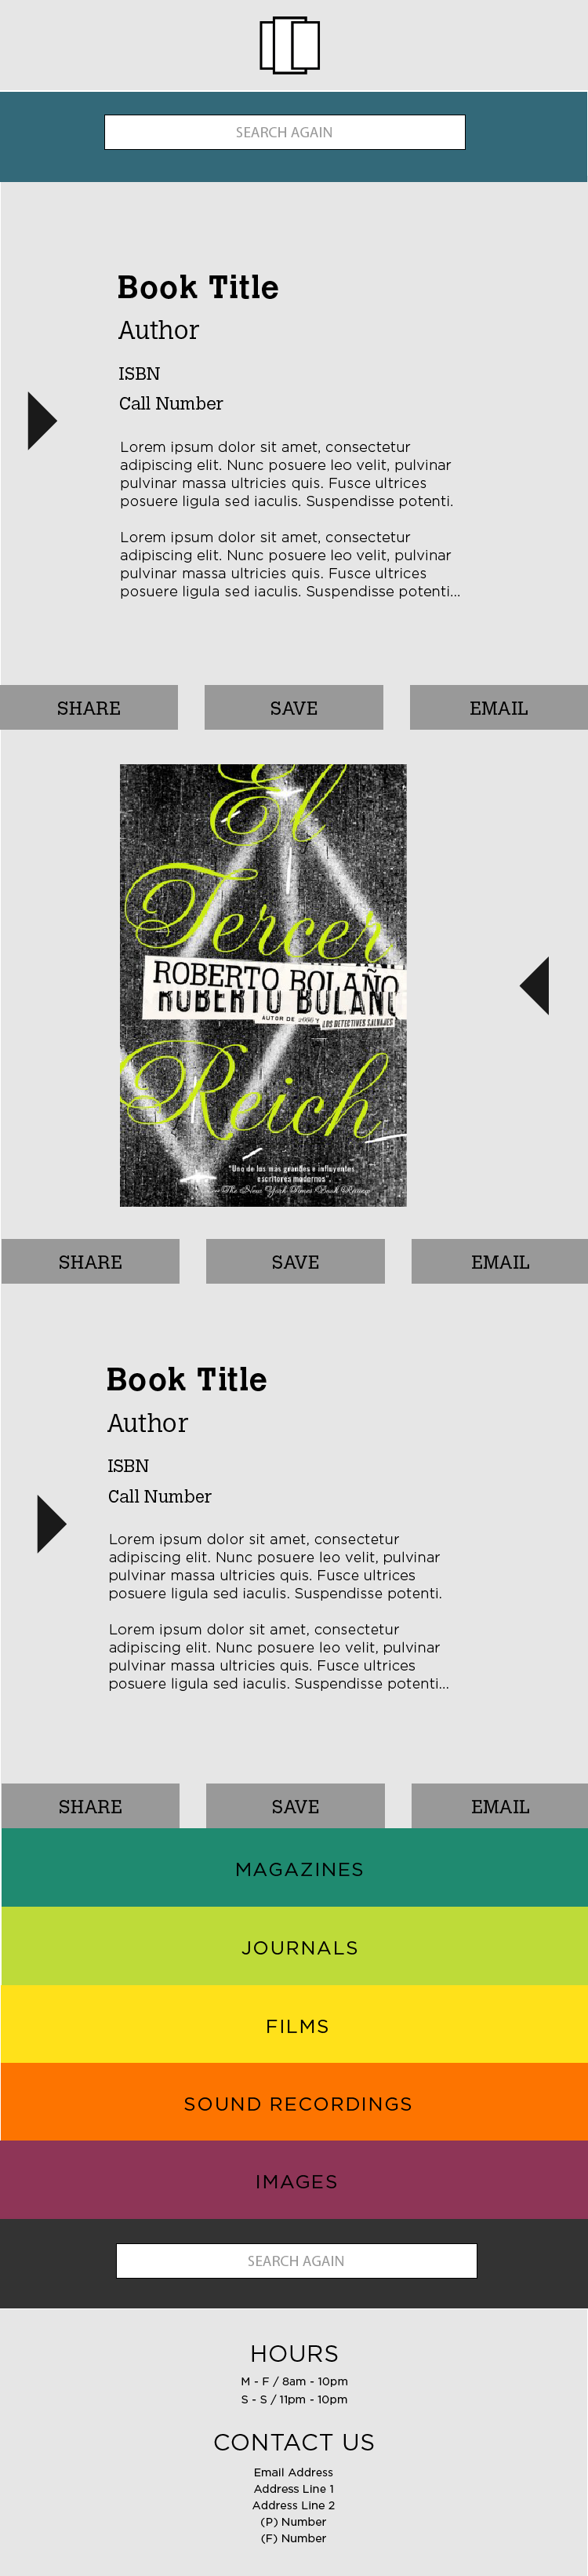 SEARCH AGAIN
Book Title
Author
ISBN
Call Number
Lorem ipsum dolor sit amet, consectetur
adipiscing elit. Nunc posuere leo velit, pulvinar
pulvinar massa ultricies quis. Fusce ultrices
posuere ligula sed iaculis. Suspendisse potenti.
Lorem ipsum dolor sit amet, consectetur
adipiscing elit. Nunc posuere leo velit, pulvinar
pulvinar massa ultricies quis. Fusce ultrices
posuere ligula sed iaculis. Suspendisse potenti...
SHARE SAVE EMAIL
El
Tercer
ROBERTO BOLAÑO
ROBERTO BOLAÑO
AUTOR DE 2666 Y LOS DETECTIVES SALVAJES
Reich
"Uno de los más grandes e influyentes
escritores modernos".
—The New York Times Book Review
SHARE SAVE EMAIL
Book Title
Author
ISBN
Call Number
Lorem ipsum dolor sit amet, consectetur
adipiscing elit. Nunc posuere leo velit, pulvinar
pulvinar massa ultricies quis. Fusce ultrices
posuere ligula sed iaculis. Suspendisse potenti.
Lorem ipsum dolor sit amet, consectetur
adipiscing elit. Nunc posuere leo velit, pulvinar
pulvinar massa ultricies quis. Fusce ultrices
posuere ligula sed iaculis. Suspendisse potenti...
SHARE SAVE EMAIL
MAGAZINES
JOURNALS
FILMS
SOUND RECORDINGS
IMAGES
SEARCH AGAIN
HOURS
M - F / 8am - 10pm
S - S / 11pm - 10pm
CONTACT US
Email Address
Address Line 1
Address Line 2
(P) Number
(F) Number